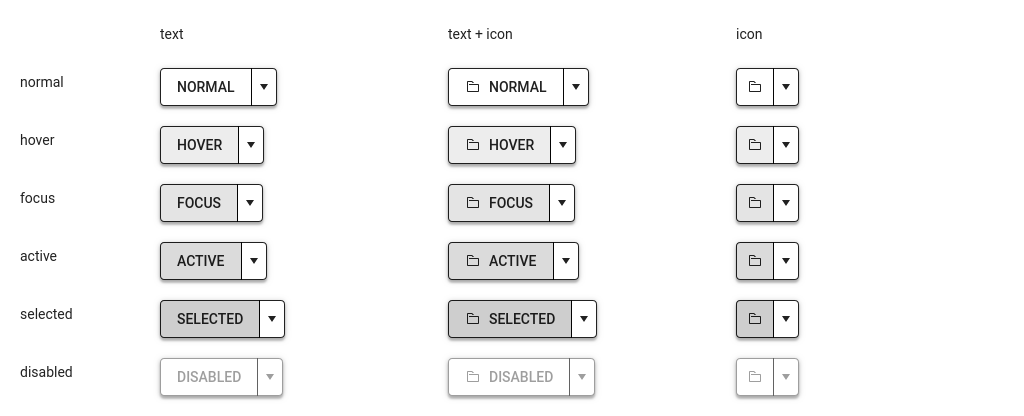 text text + icon icon
normal NORMAL NORMAL
hover HOVER HOVER
focus FOCUS FOCUS
active ACTIVE ACTIVE
selected SELECTED SELECTED
disabled DISABLED DISABLED